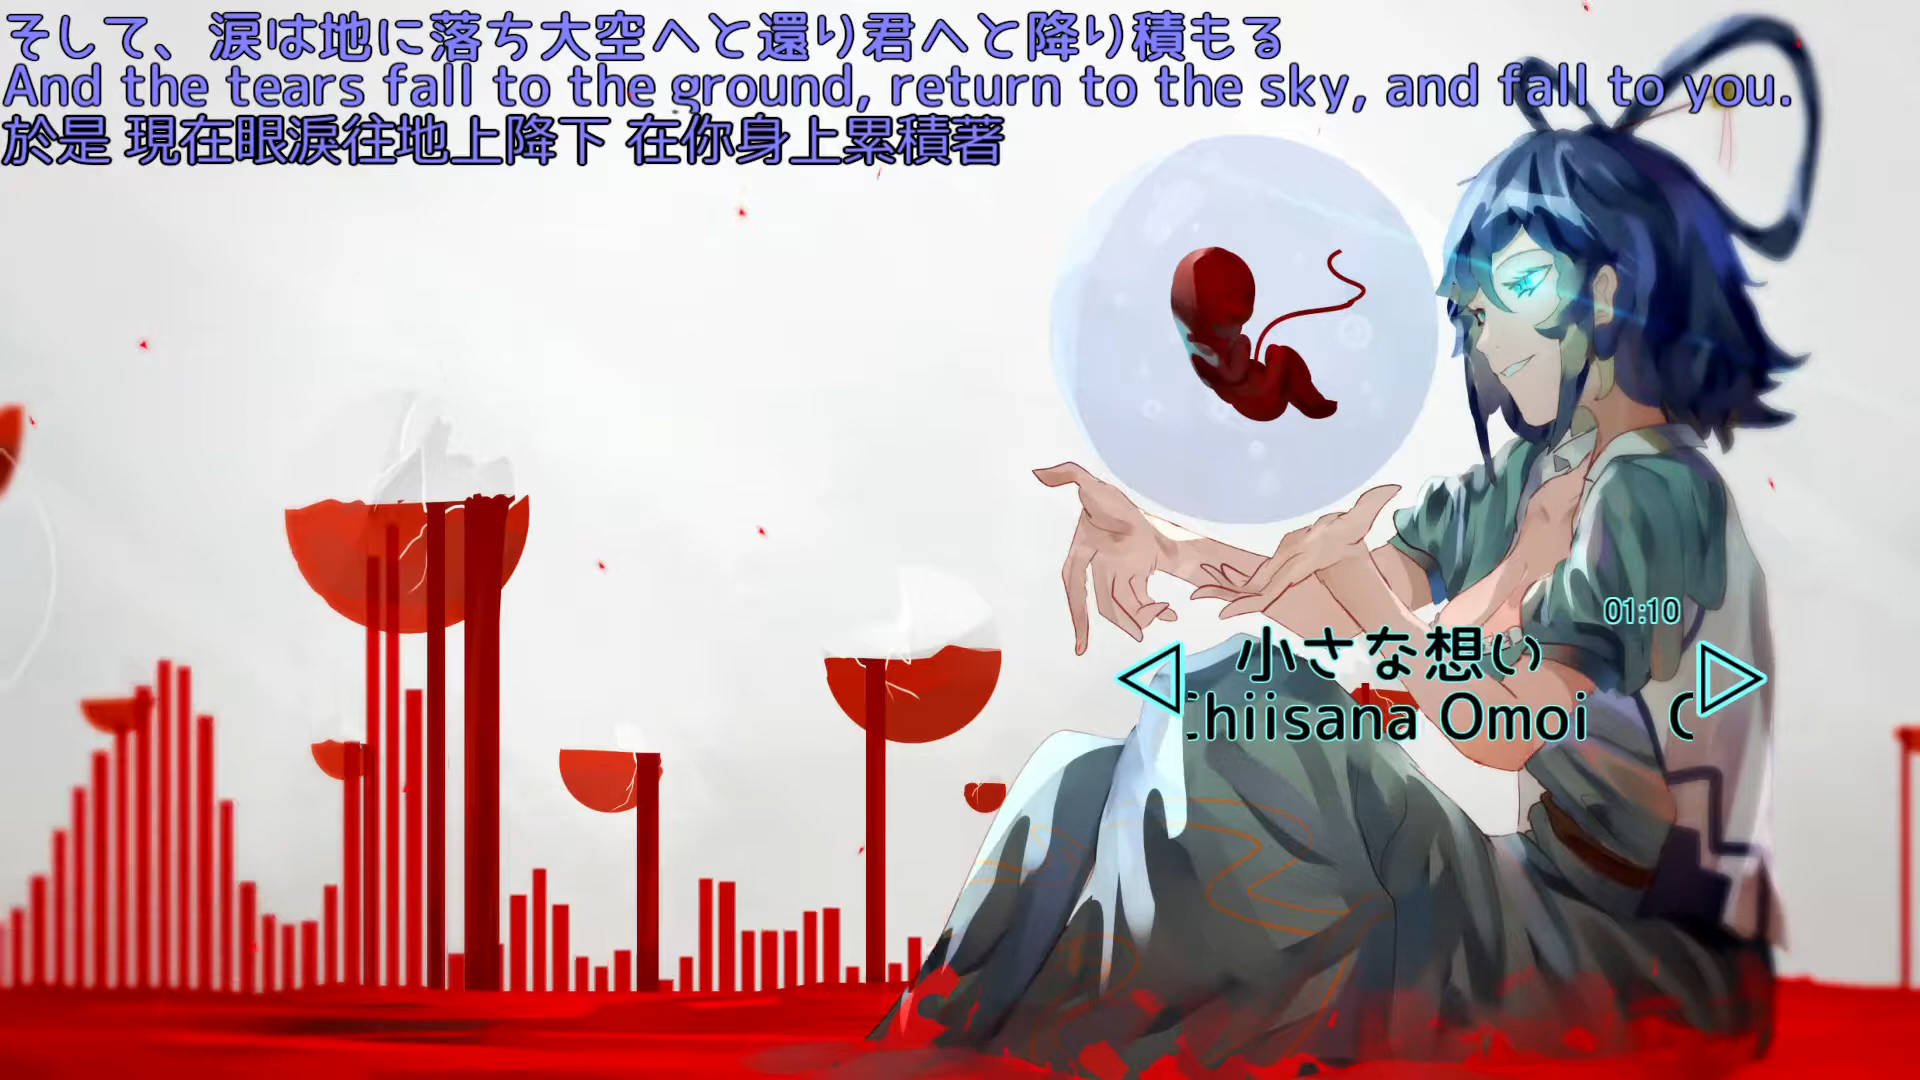 そして、涙は地に落ち大空へと還り君へと降り積もる
And the tears fall to the ground, return to the sky, and fall to you.
於是 現在眼淚往地上降下 在你身上累積著
01:10
小さな想い
Chiisana Omoi C